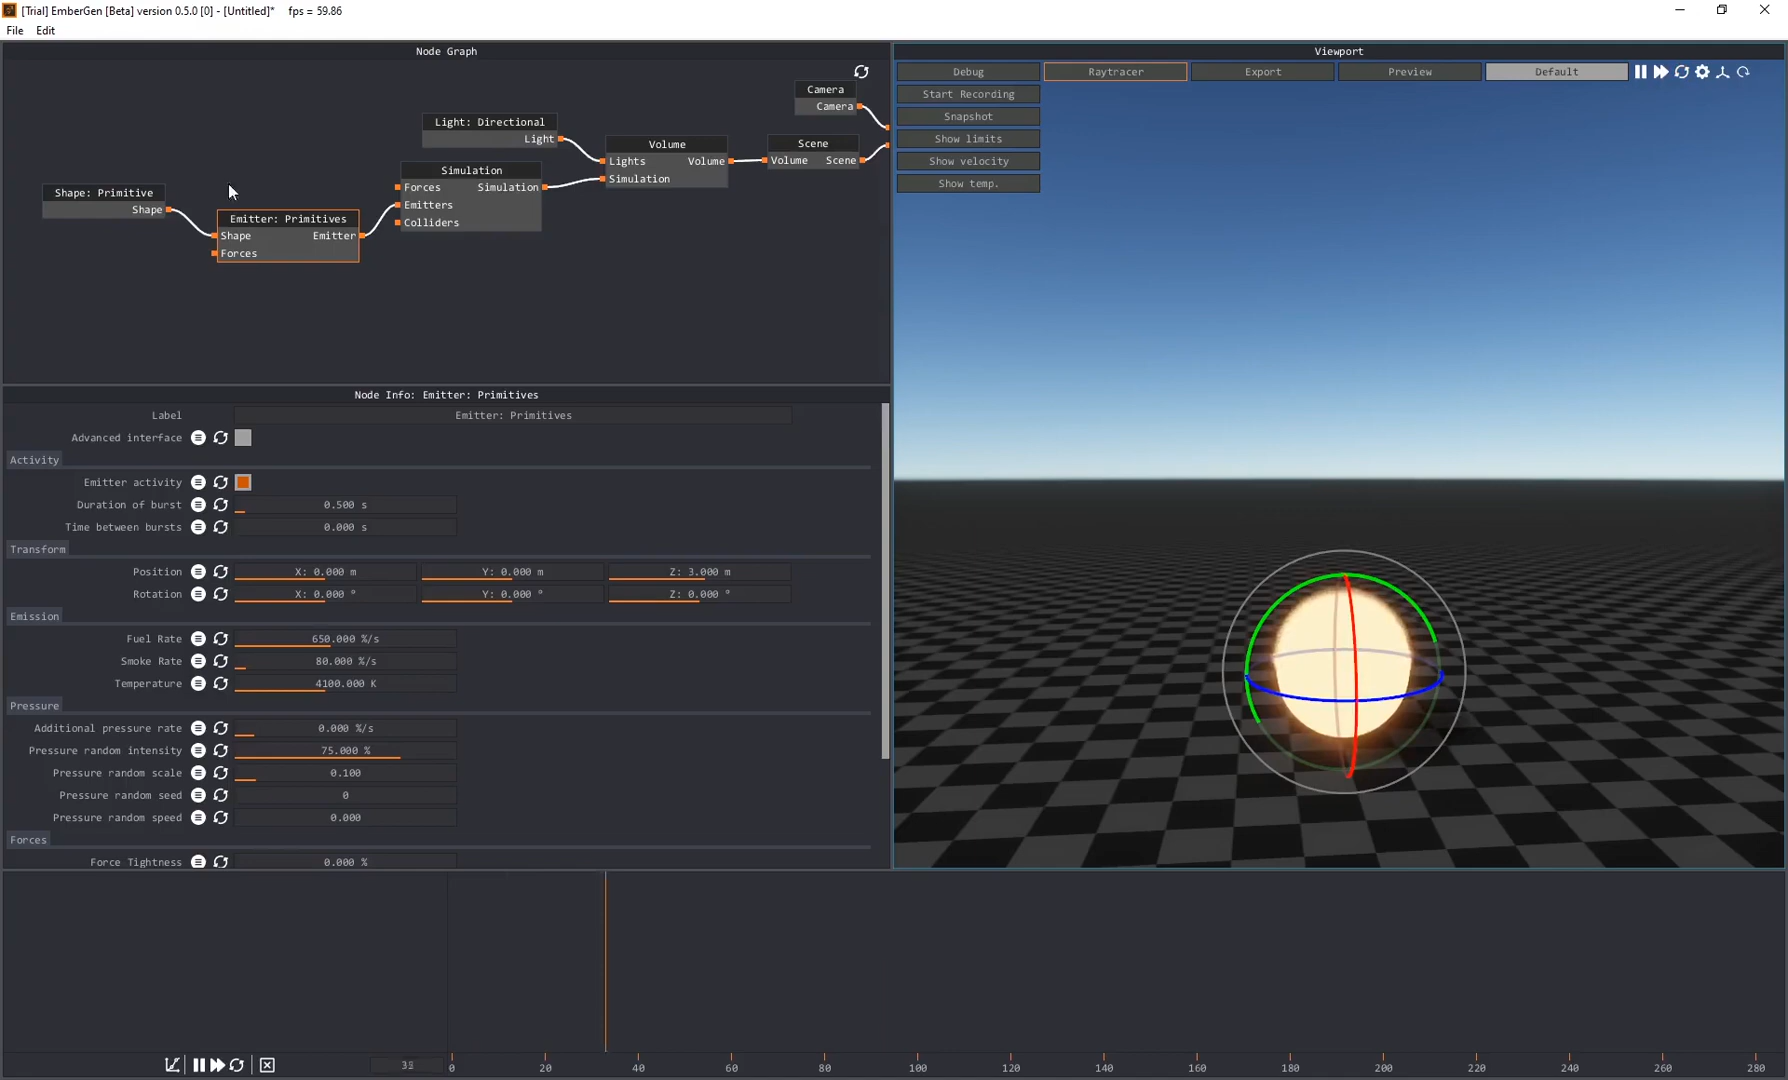 [Trial] EmberGen [Beta] version 0.5.0 [0] - [Untitled]* fps = 59.86
File Edit
Node Graph
Camera
Camera
Light: Directional
Light
Volume
Lights Volume
Simulation
Scene
Volume Scene
Simulation
Forces Simulation
Emitters
Colliders
Shape: Primitive
Shape
Emitter: Primitives
Shape Emitter
Forces
Viewport
Debug Raytracer Export Preview Default
Start Recording
Snapshot
Show limits
Show velocity
Show temp.
Node Info: Emitter: Primitives
Label Emitter: Primitives
Advanced interface
Activity
Emitter activity
Duration of burst 0.500 s
Time between bursts 0.000 s
Transform
Position X: 0.000 m Y: 0.000 m Z: 3.000 m
Rotation X: 0.000 ° Y: 0.000 ° Z: 0.000 °
Emission
Fuel Rate 650.000 %/s
Smoke Rate 80.000 %/s
Temperature 4100.000 K
Pressure
Additional pressure rate 0.000 %/s
Pressure random intensity 75.000 %
Pressure random scale 0.100
Pressure random seed 0
Pressure random speed 0.000
Forces
Force Tightness 0.000 %
0 20 40 60 80 100 120 140 160 180 200 220 240 260 280